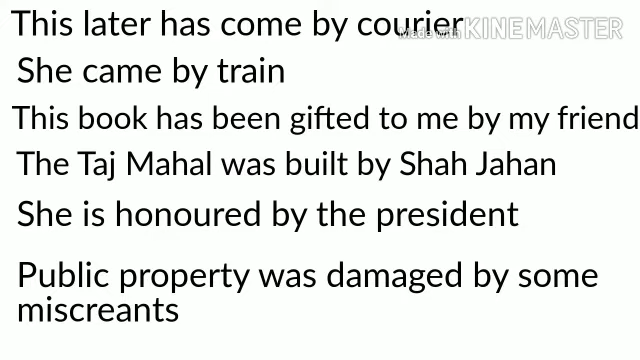 This later has come by courier
Made with KINEMASTER
She came by train
This book has been gifted to me by my friend
The Taj Mahal was built by Shah Jahan
She is honoured by the president
Public property was damaged by some
miscreants